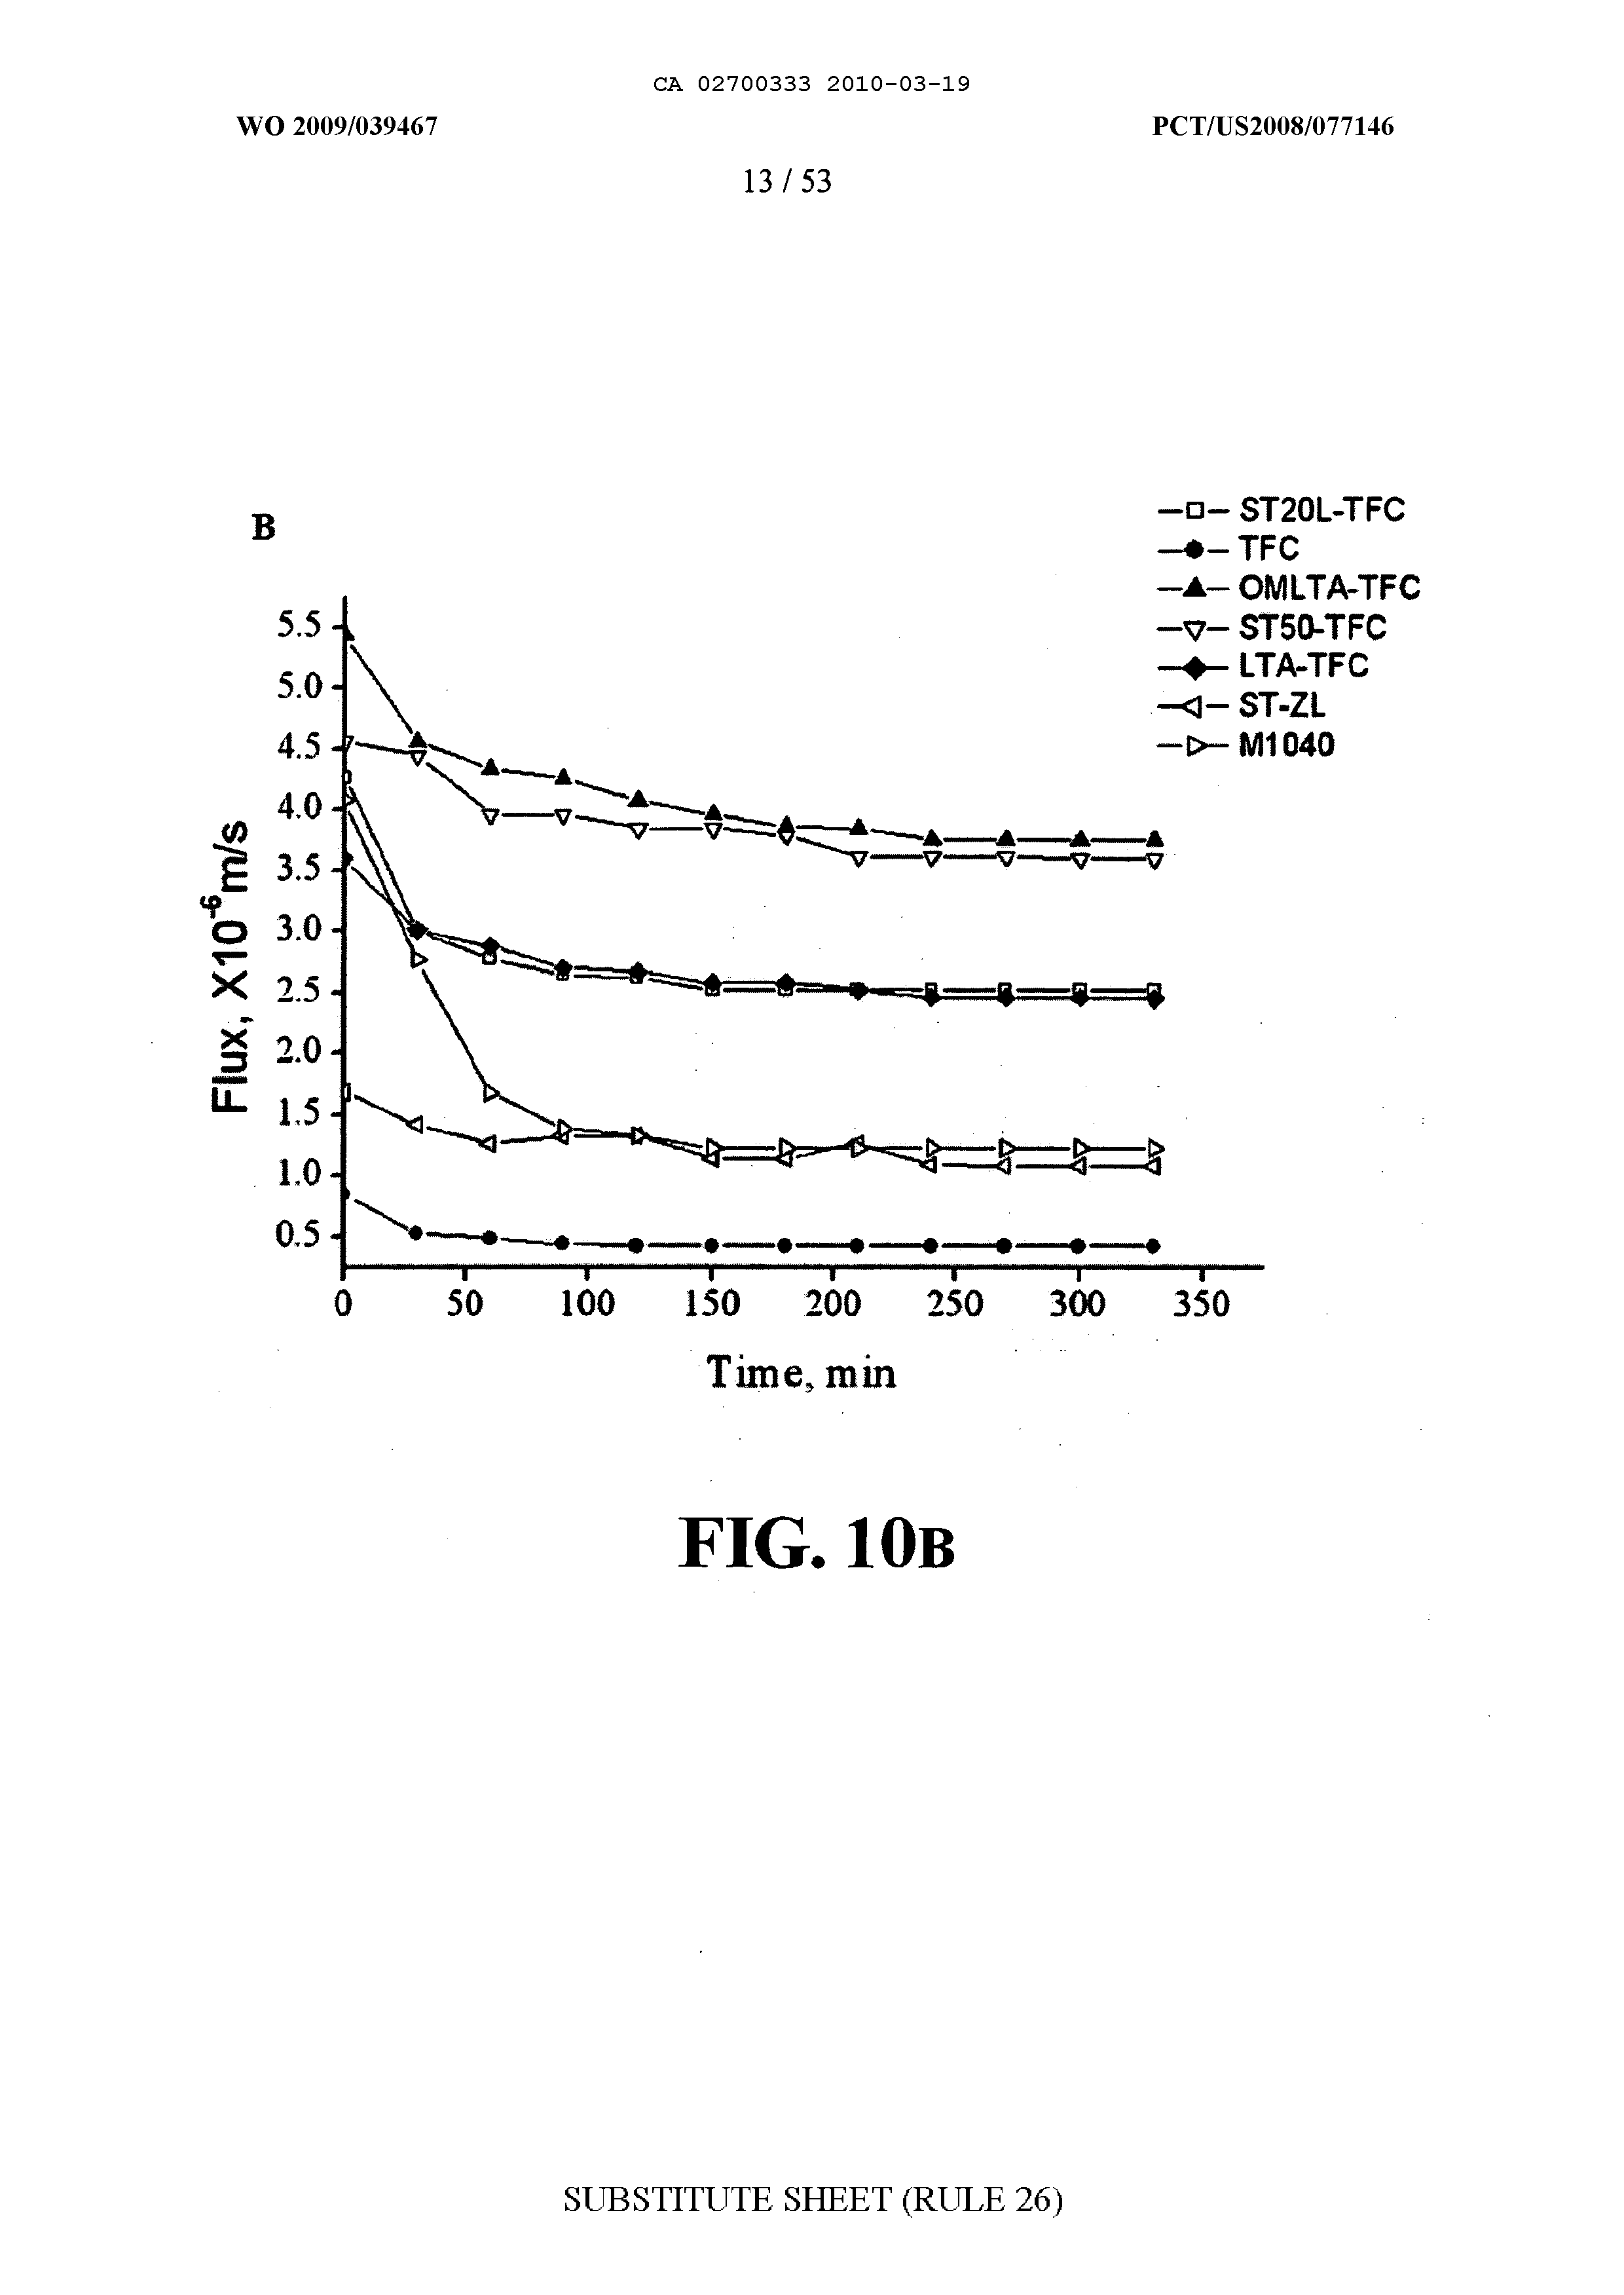 CA 02700333 2010-03-19
WO 2009/039467
PCT/US2008/077146
13 / 53
B
ST20L-TFC
TFC
OMLTA-TFC
ST50-TFC
LTA-TFC
ST-ZL
M1040
5.5
5.0
4.5
4.0
3.5
3.0
2.5
2.0
1.5
1.0
0.5
Flux, X10⁻⁶m/s
0 50 100 150 200 250 300 350
Time, min
FIG. 10B
SUBSTITUTE SHEET (RULE 26)